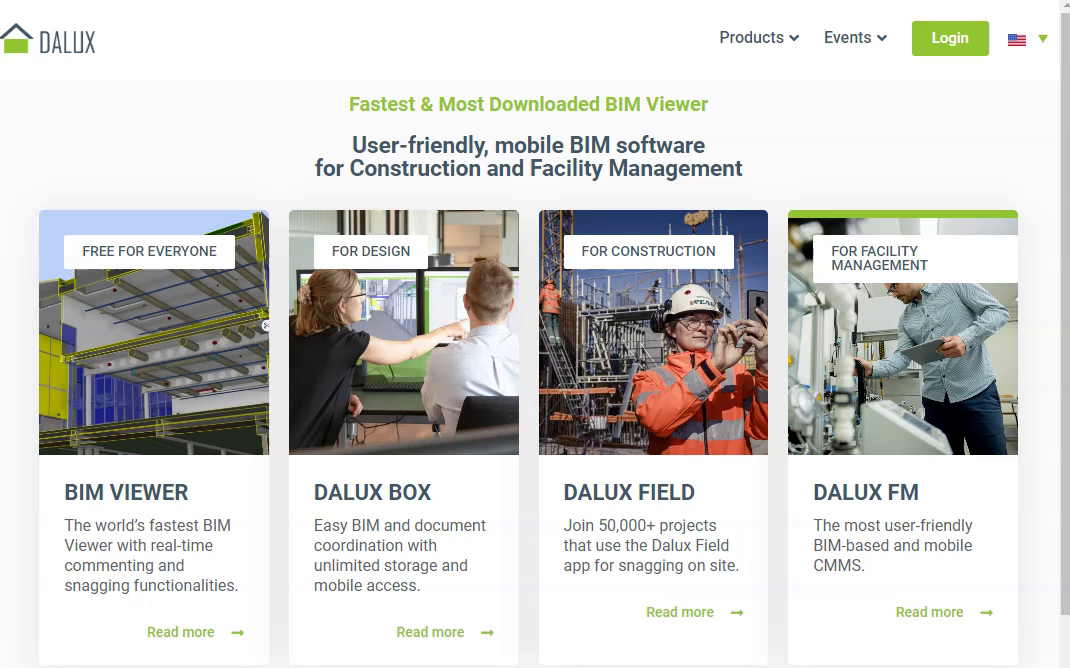 DALUX
Products
Events
Login
Fastest & Most Downloaded BIM Viewer
User-friendly, mobile BIM software
for Construction and Facility Management
FREE FOR EVERYONE
FOR DESIGN
FOR CONSTRUCTION
FOR FACILITY
MANAGEMENT
BIM VIEWER
The world’s fastest BIM
Viewer with real-time
commenting and
snagging functionalities.
Read more
DALUX BOX
Easy BIM and document
coordination with
unlimited storage and
mobile access.
Read more
DALUX FIELD
Join 50,000+ projects
that use the Dalux Field
app for snagging on site.
Read more
DALUX FM
The most user-friendly
BIM-based and mobile
CMMS.
Read more